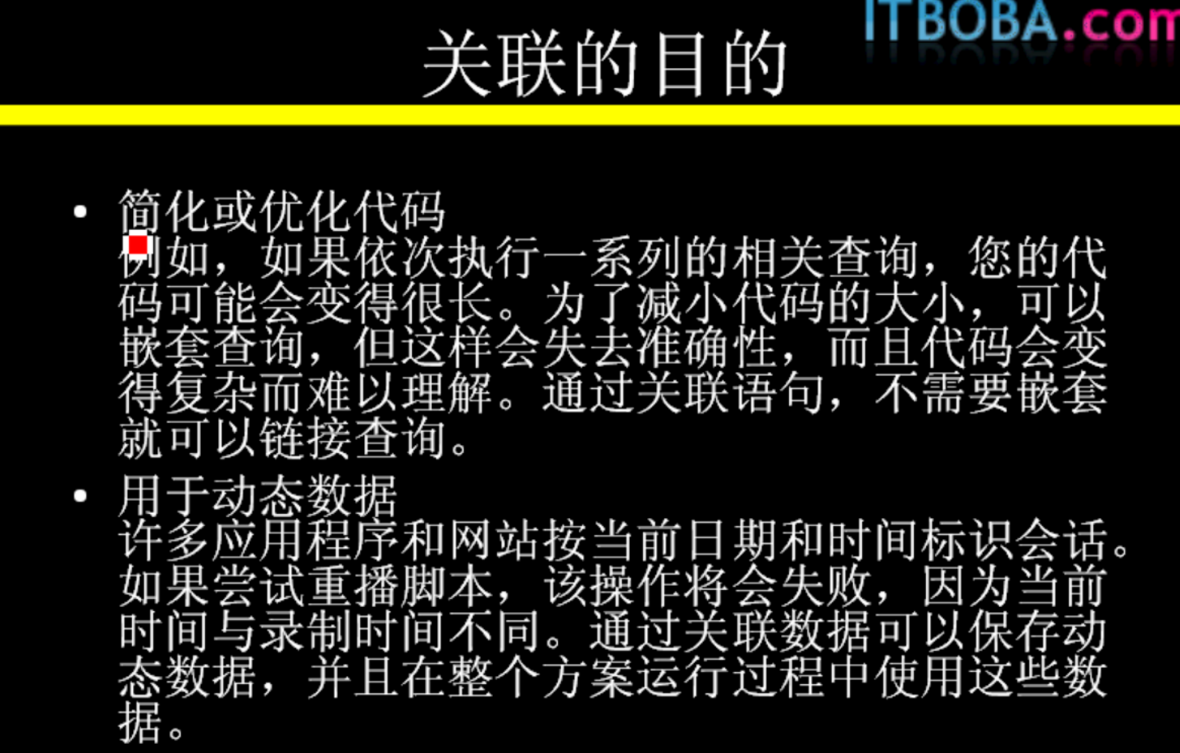 ITBOBA.com
关联的目的
• 简化或优化代码
例如，如果依次执行一系列的相关查询，您的代
码可能会变得很长。为了减小代码的大小，可以
嵌套查询，但这样会失去准确性，而且代码会变
得复杂而难以理解。通过关联语句，不需要嵌套
就可以链接查询。
• 用于动态数据
许多应用程序和网站按当前日期和时间标识会话。
如果尝试重播脚本，该操作将会失败，因为当前
时间与录制时间不同。通过关联数据可以保存动
态数据，并且在整个方案运行过程中使用这些数
据。